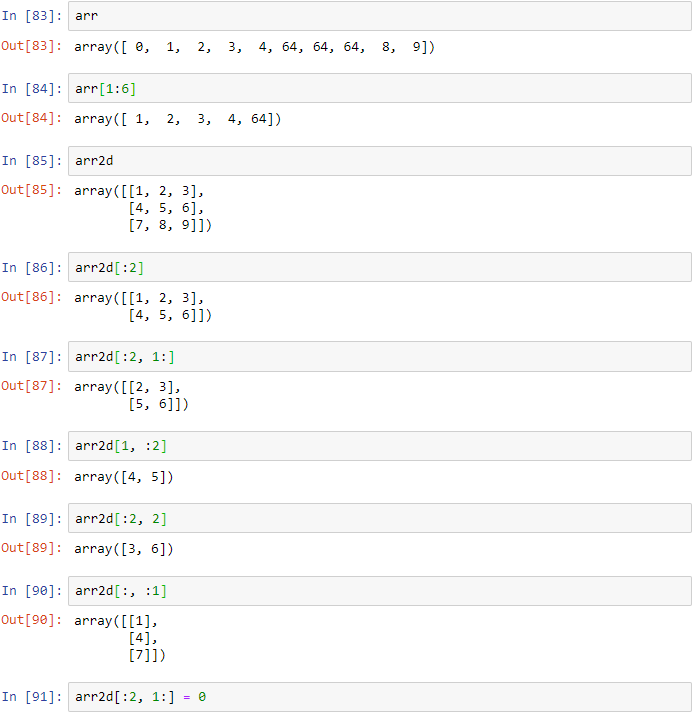 In [83]: arr
Out[83]: array([ 0,  1,  2,  3,  4, 64, 64, 64,  8,  9])
In [84]: arr[1:6]
Out[84]: array([ 1,  2,  3,  4, 64])
In [85]: arr2d
Out[85]: array([[1, 2, 3],
[4, 5, 6],
[7, 8, 9]])
In [86]: arr2d[:2]
Out[86]: array([[1, 2, 3],
[4, 5, 6]])
In [87]: arr2d[:2, 1:]
Out[87]: array([[2, 3],
[5, 6]])
In [88]: arr2d[1, :2]
Out[88]: array([4, 5])
In [89]: arr2d[:2, 2]
Out[89]: array([3, 6])
In [90]: arr2d[:, :1]
Out[90]: array([[1],
[4],
[7]])
In [91]: arr2d[:2, 1:] = 0